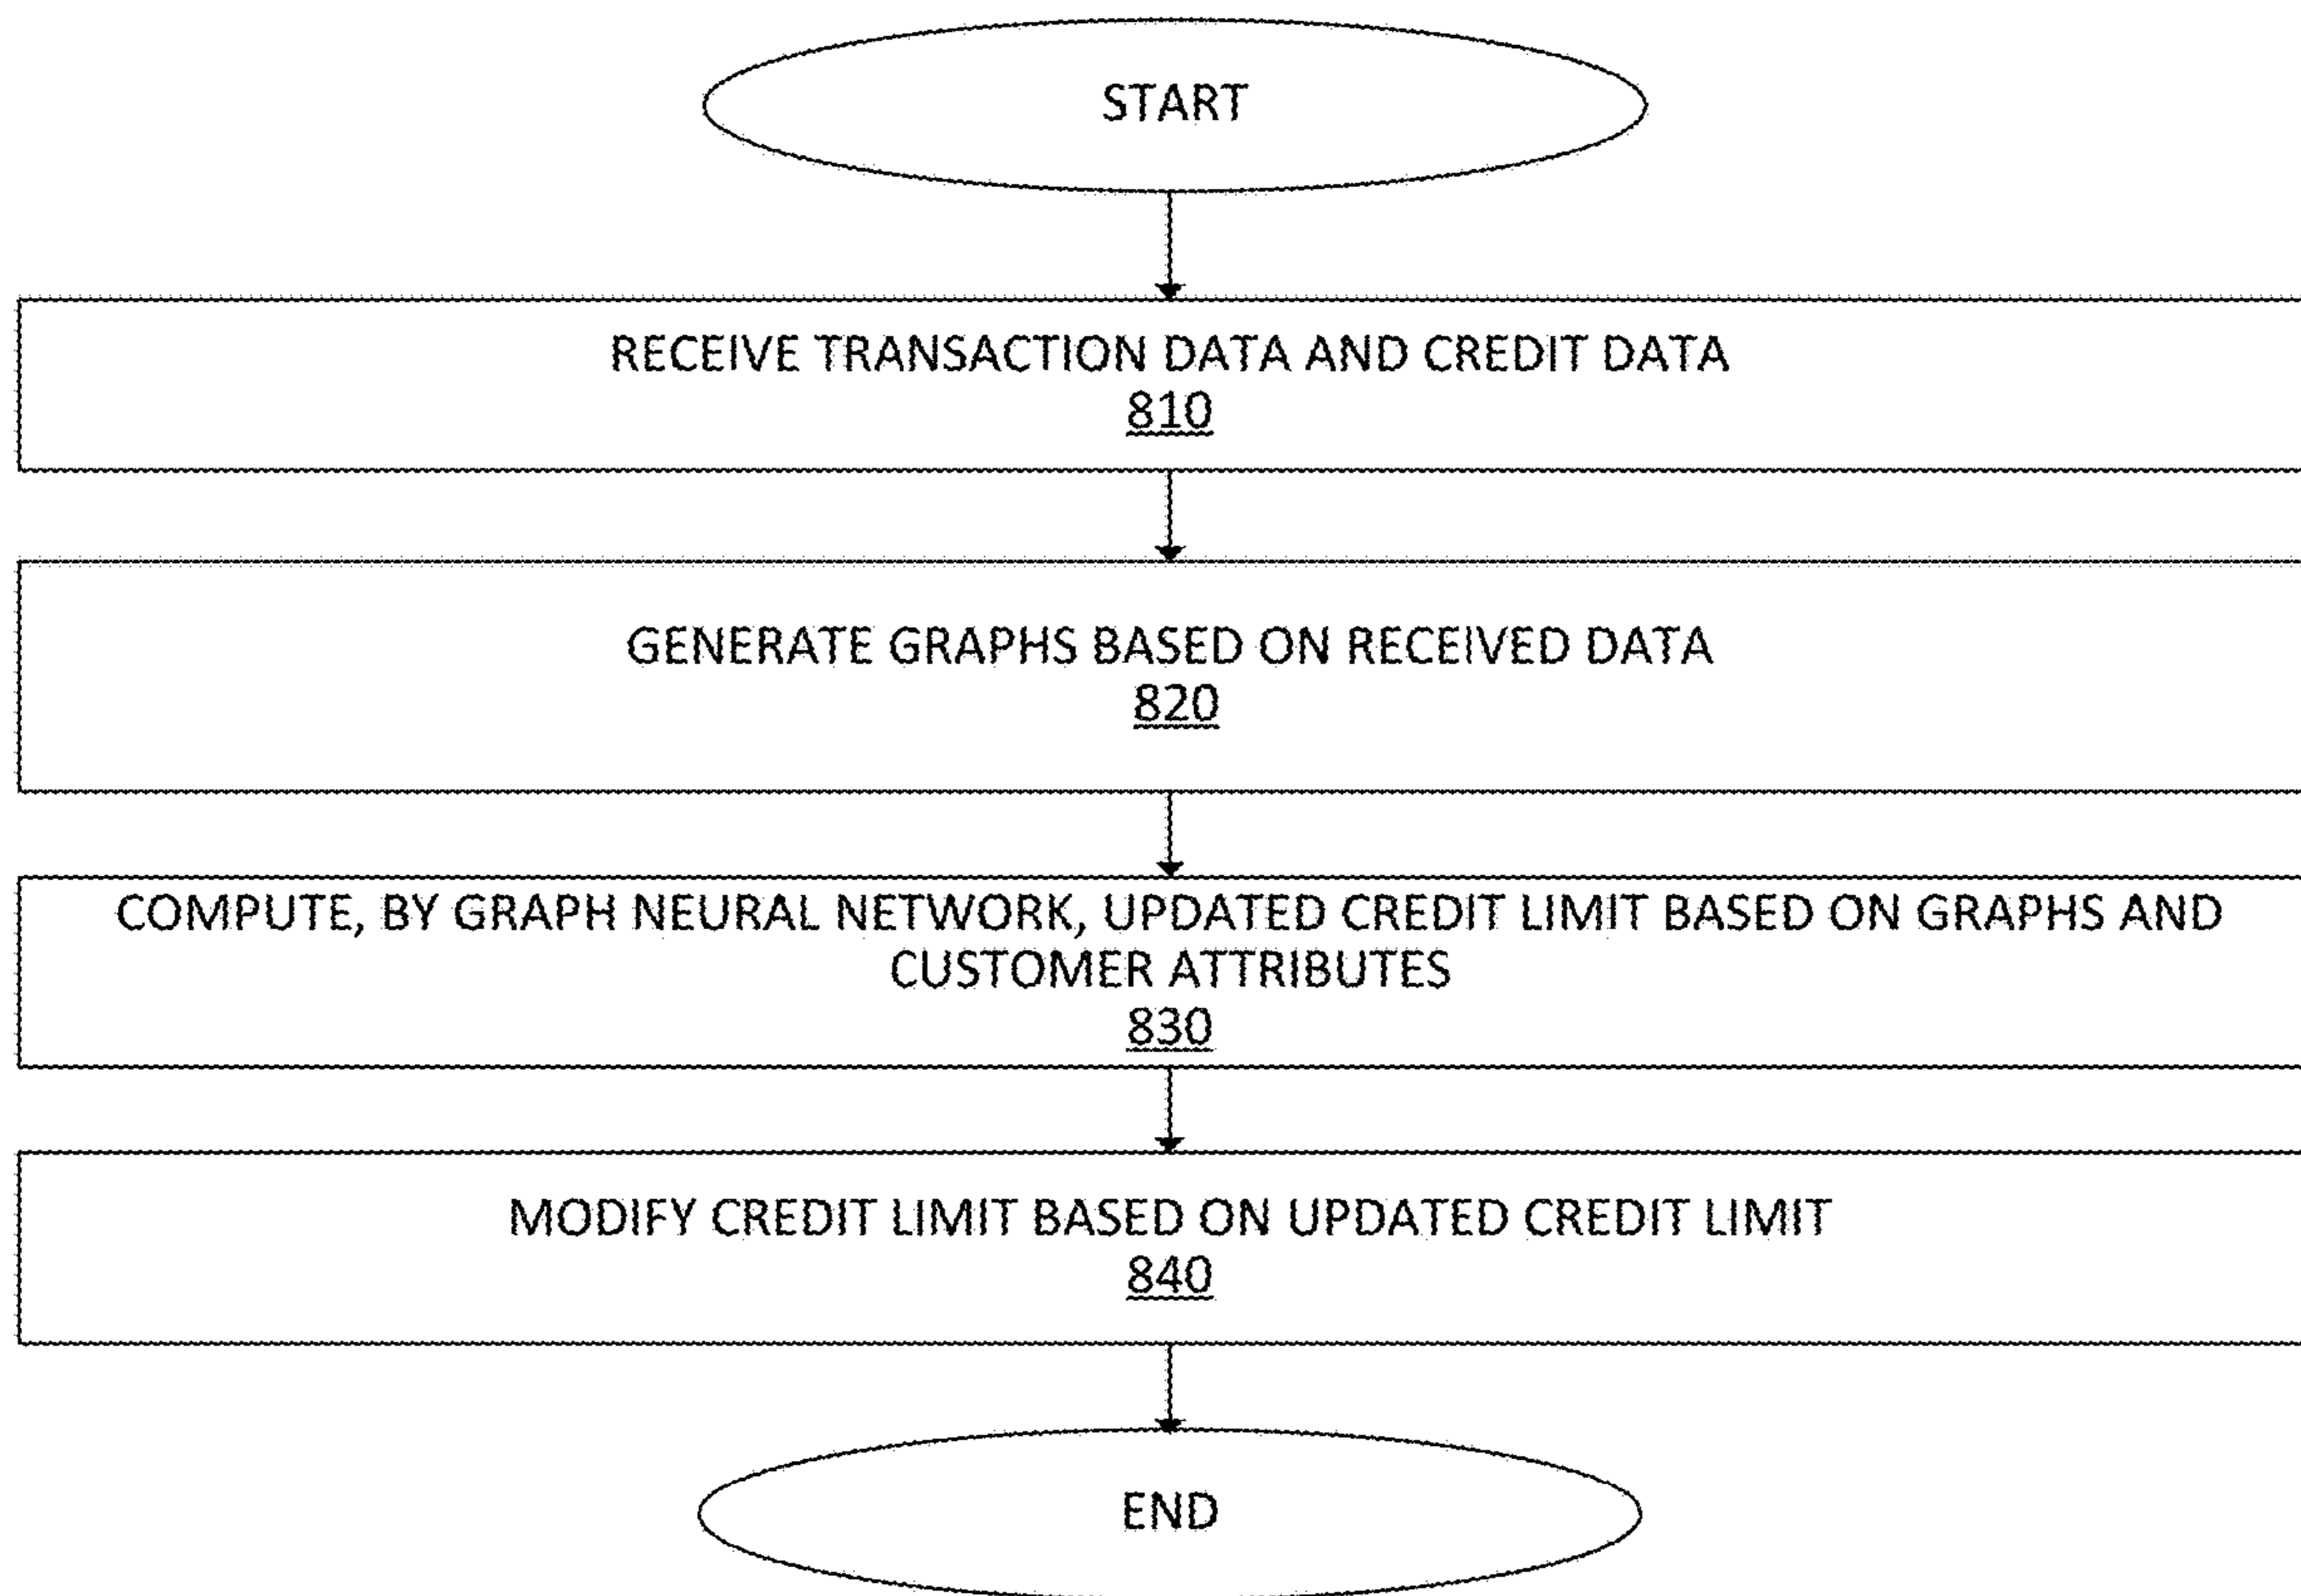 START
RECEIVE TRANSACTION DATA AND CREDIT DATA
810
GENERATE GRAPHS BASED ON RECEIVED DATA
820
COMPUTE, BY GRAPH NEURAL NETWORK, UPDATED CREDIT LIMIT BASED ON GRAPHS AND
CUSTOMER ATTRIBUTES
830
MODIFY CREDIT LIMIT BASED ON UPDATED CREDIT LIMIT
840
END